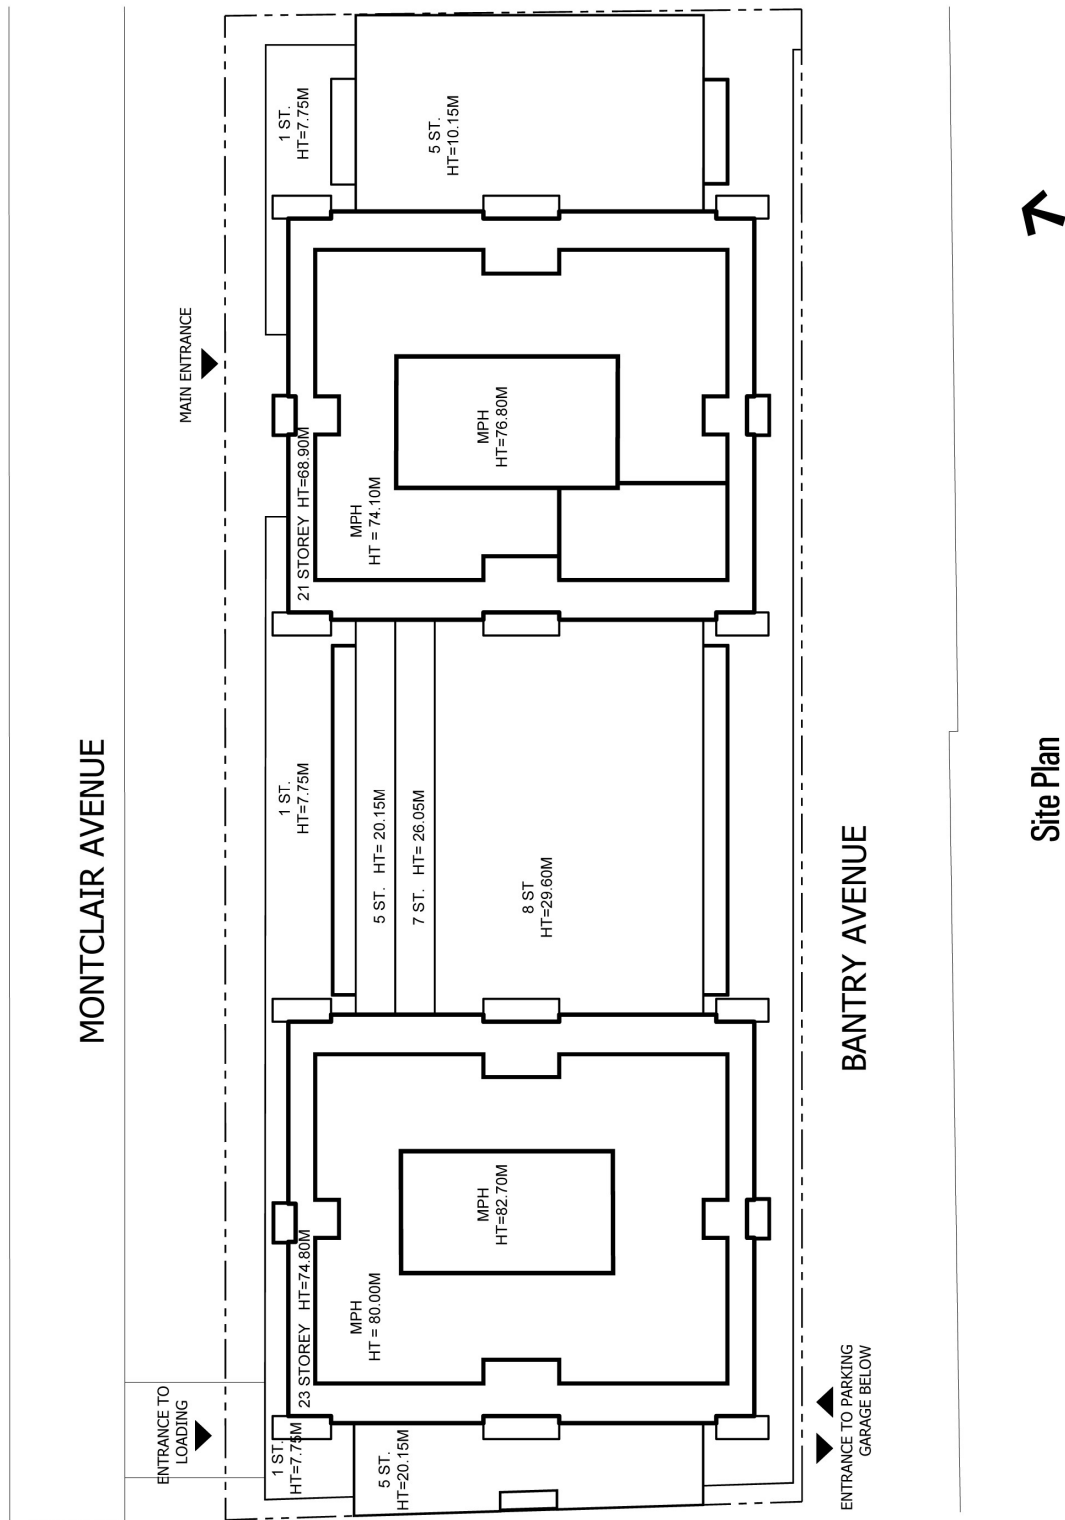 MONTCLAIR AVENUE
ENTRANCE TO
LOADING
MAIN ENTRANCE
1 ST.
HT=7.75M
5 ST.
HT=20.15M
23 STOREY HT=74.80M
MPH
HT = 80.00M
MPH
HT=82.70M
1 ST.
HT=7.75M
5 ST. HT= 20.15M
7 ST. HT= 26.05M
8 ST
HT=29.60M
21 STOREY HT=68.90M
MPH
HT = 74.10M
MPH
HT=76.80M
1 ST.
HT=7.75M
5 ST.
HT=10.15M
ENTRANCE TO PARKING
GARAGE BELOW
BANTRY AVENUE
Site Plan